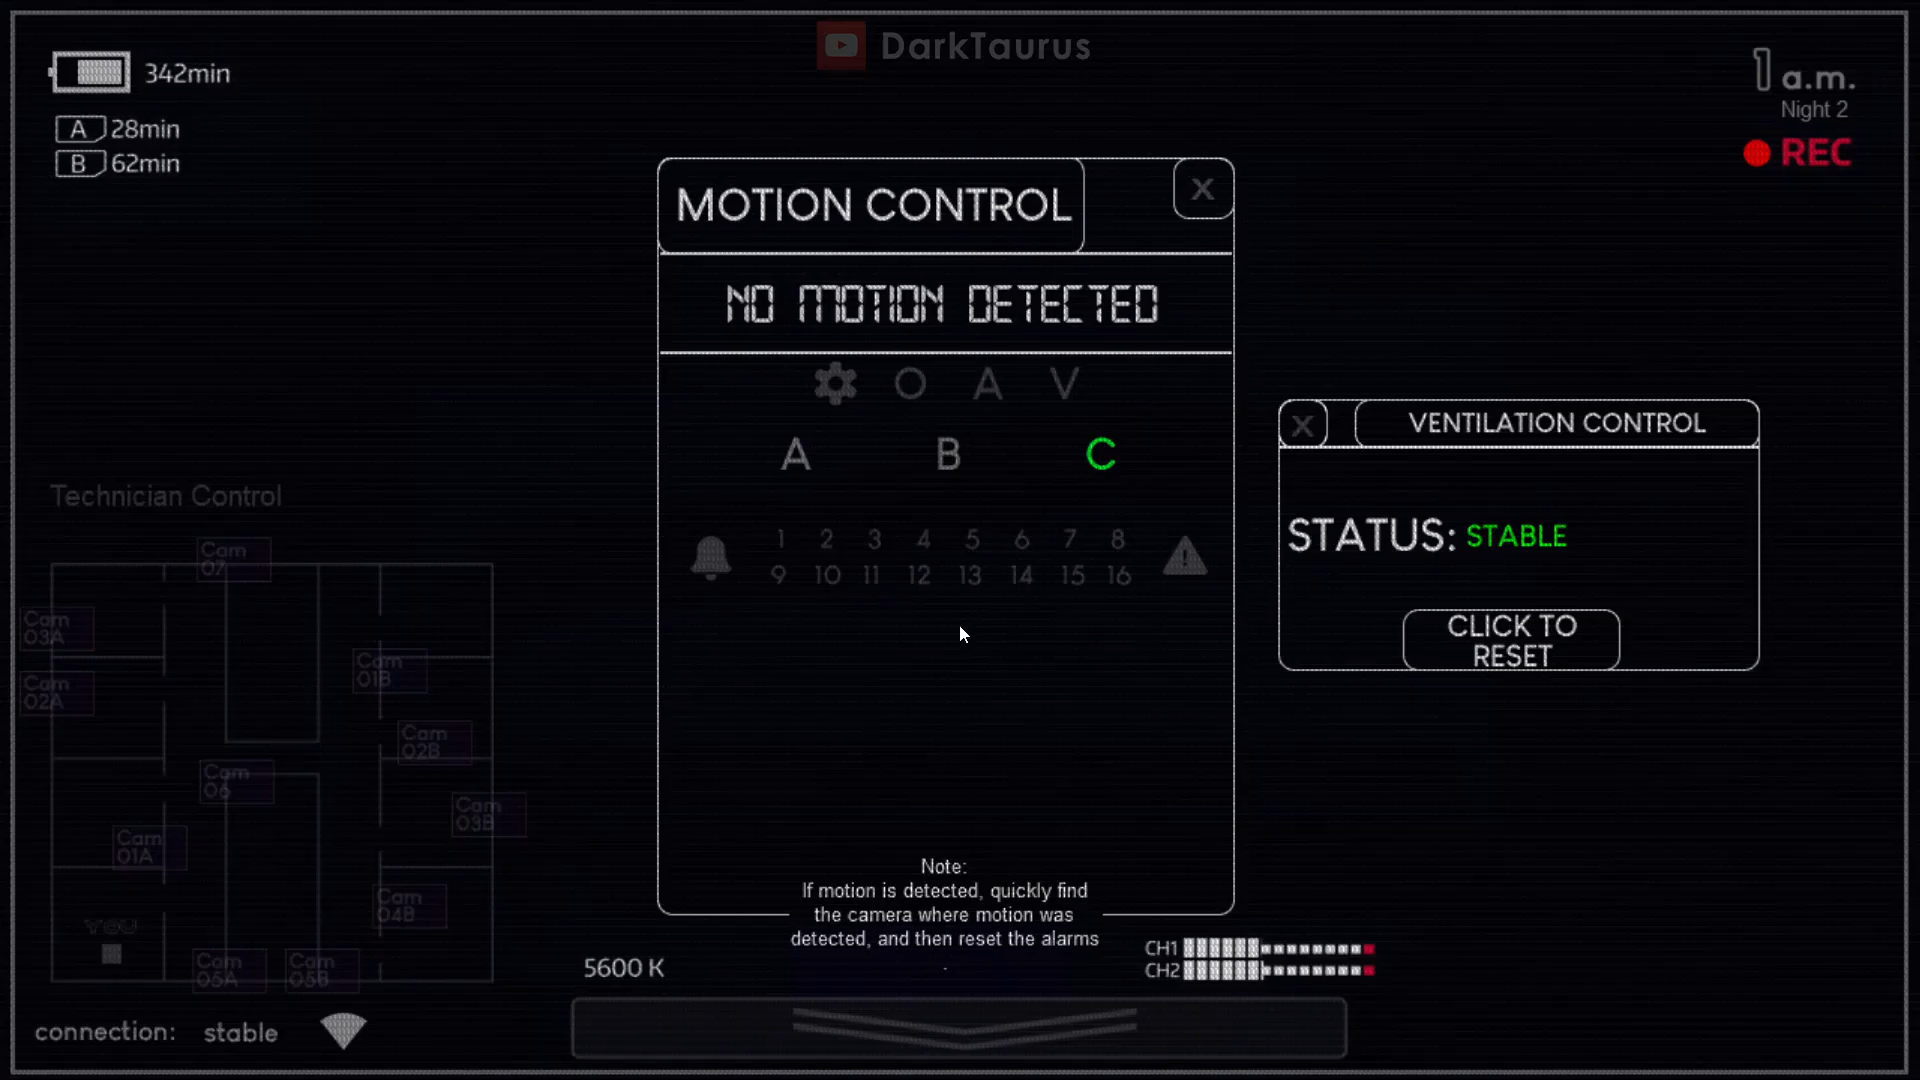 DarkTaurus
342min
A 28min
B 62min
1 a.m.
Night 2
REC
MOTION CONTROL
X
NO MOTION DETECTED
O A V
A B C
1 2 3 4 5 6 7 8
9 10 11 12 13 14 15 16
Note:
If motion is detected, quickly find
the camera where motion was
detected, and then reset the alarms
.
X
VENTILATION CONTROL
STATUS: STABLE
CLICK TO
RESET
Technician Control
Cam
07
Cam
03A
Cam
01B
Cam
02A
Cam
02B
Cam
06
Cam
03B
Cam
01A
Cam
04B
YOU
Cam
05A
Cam
05B
5600 K
CH1
CH2
connection: stable